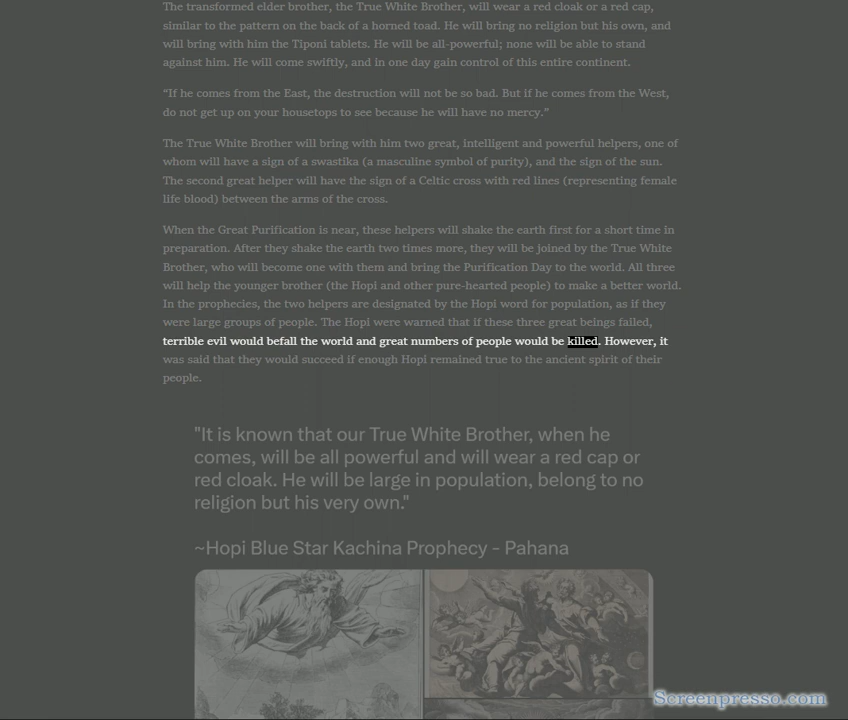 The transformed elder brother, the True White Brother, will wear a red cloak or a red cap,
similar to the pattern on the back of a horned toad. He will bring no religion but his own, and
will bring with him the Tiponi tablets. He will be all-powerful; none will be able to stand
against him. He will come swiftly, and in one day gain control of this entire continent.
“If he comes from the East, the destruction will not be so bad. But if he comes from the West,
do not get up on your housetops to see because he will have no mercy.”
The True White Brother will bring with him two great, intelligent and powerful helpers, one of
whom will have a sign of a swastika (a masculine symbol of purity), and the sign of the sun.
The second great helper will have the sign of a Celtic cross with red lines (representing female
life blood) between the arms of the cross.
When the Great Purification is near, these helpers will shake the earth first for a short time in
preparation. After they shake the earth two times more, they will be joined by the True White
Brother, who will become one with them and bring the Purification Day to the world. All three
will help the younger brother (the Hopi and other pure-hearted people) to make a better world.
In the prophecies, the two helpers are designated by the Hopi word for population, as if they
were large groups of people. The Hopi were warned that if these three great beings failed,
terrible evil would befall the world and great numbers of people would be killed. However, it
was said that they would succeed if enough Hopi remained true to the ancient spirit of their
people.
"It is known that our True White Brother, when he
comes, will be all powerful and will wear a red cap or
red cloak. He will be large in population, belong to no
religion but his very own."
~Hopi Blue Star Kachina Prophecy - Pahana
Screenpresso.com